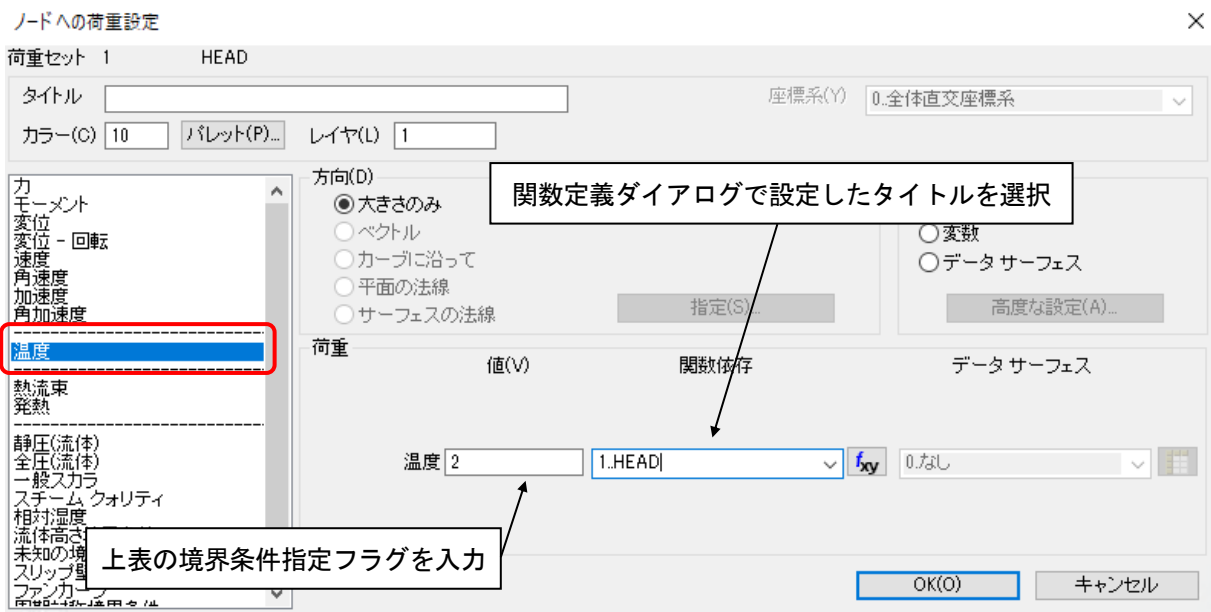 ノードへの荷重設定
荷重セット 1 HEAD
タイトル
座標系(Y) 0..全体直交座標系
カラー(C) 10 パレット(P)... レイヤ(L) 1
力
モーメント
変位
変位 - 回転
速度
角速度
加速度
角加速度
温度
熱流束
発熱
静圧(流体)
全圧(流体)
一般スカラ
スチーム クォリティ
相対湿度
流体高さ
未知の境
スリップ壁
ファンカーブ
周期対称境界条件
方向(D)
大きさのみ
ベクトル
カーブに沿って
平面の法線
サーフェスの法線
指定(S)...
関数定義ダイアログで設定したタイトルを選択
変数
データ サーフェス
高度な設定(A)...
荷重
値(V) 関数依存 データ サーフェス
温度 2 1..HEAD fxy 0..なし
上表の境界条件指定フラグを入力
OK(O) キャンセル